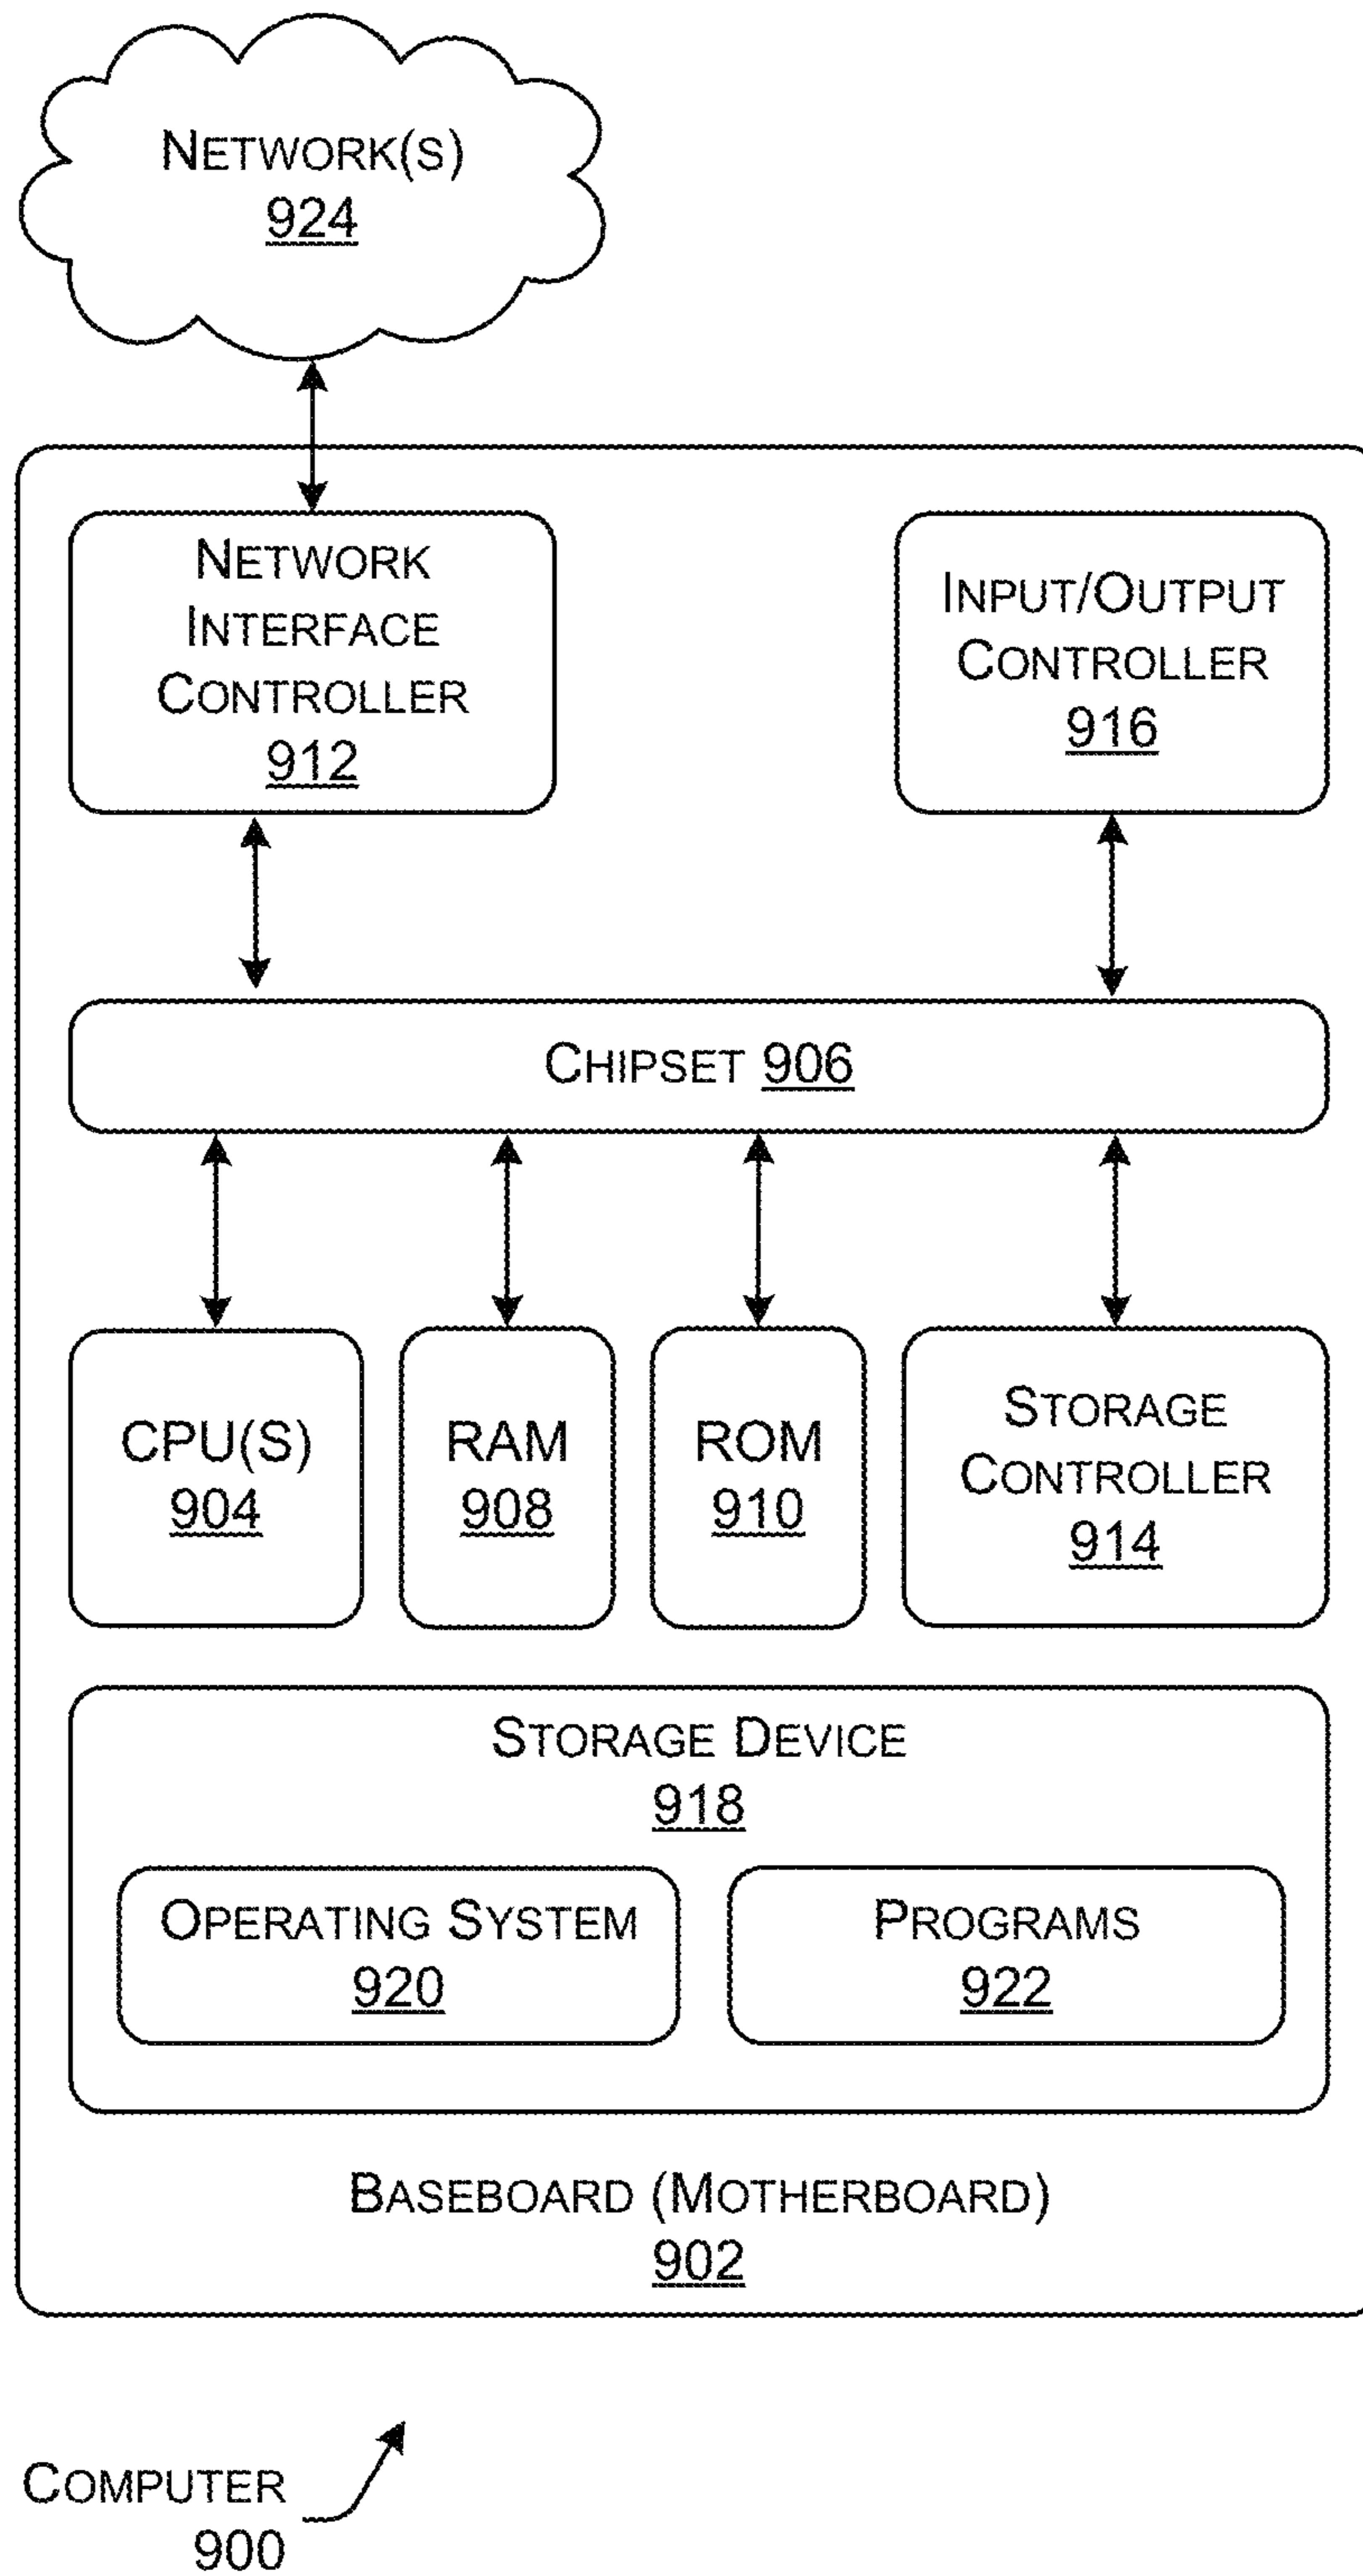 NETWORK(S)
924
NETWORK
INTERFACE
CONTROLLER
912
INPUT/OUTPUT
CONTROLLER
916
CHIPSET 906
CPU(S)
904
RAM
908
ROM
910
STORAGE
CONTROLLER
914
STORAGE DEVICE
918
OPERATING SYSTEM
920
PROGRAMS
922
BASEBOARD (MOTHERBOARD)
902
COMPUTER
900